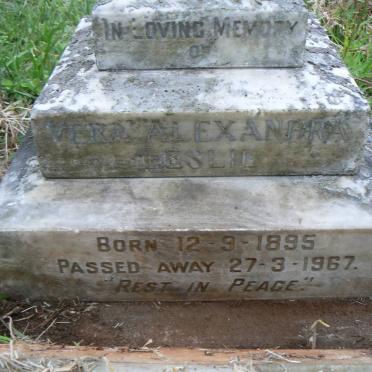 IN LOVING MEMORY
OF
VERA ALEXANDRA
LESLIE
BORN 12-9-1895
PASSED AWAY 27-3-1967.
"REST IN PEACE."